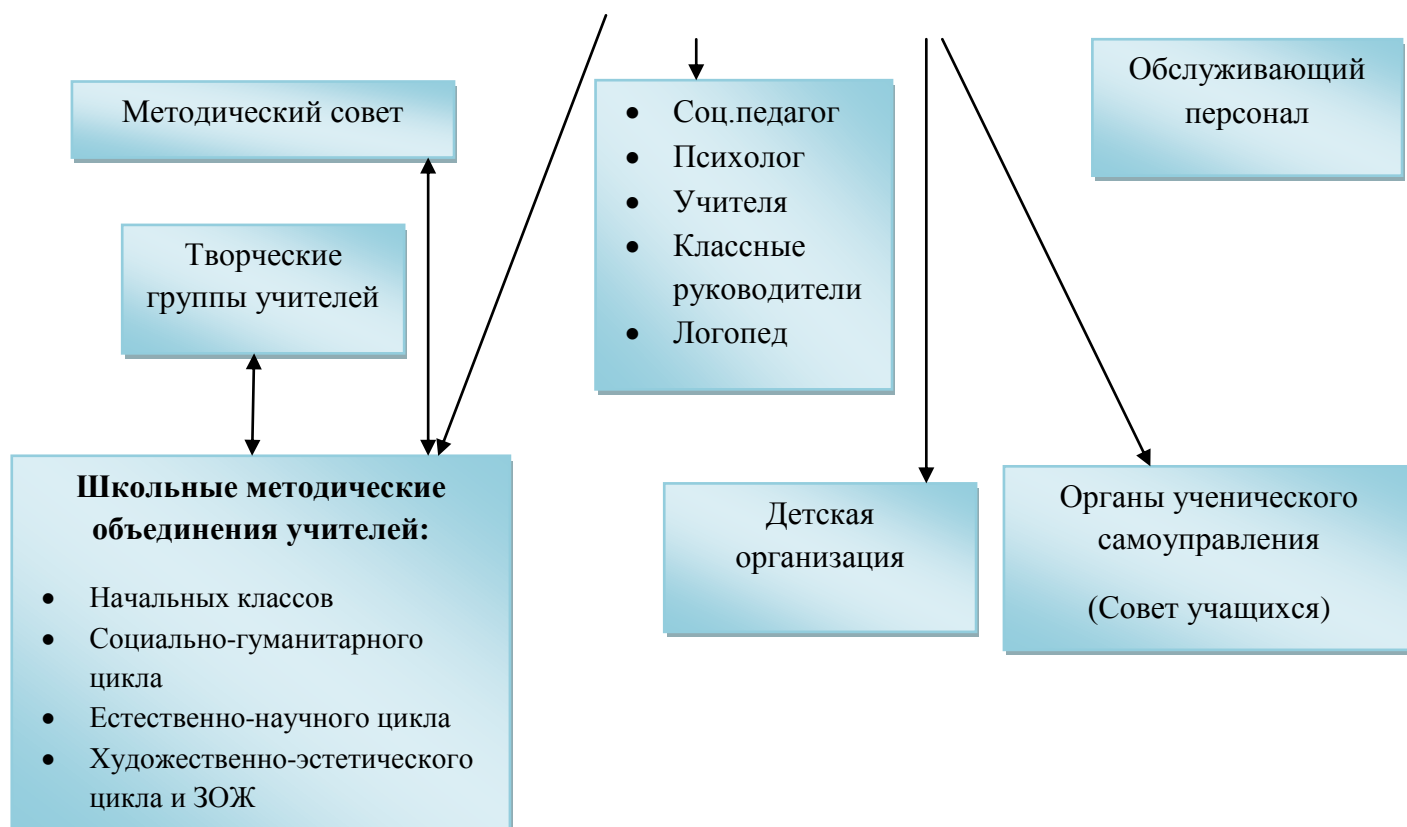 Методический совет
Творческие
группы учителей
Школьные методические
объединения учителей:
• Начальных классов
• Социально-гуманитарного
цикла
• Естественно-научного цикла
• Художественно-эстетического
цикла и ЗОЖ
• Соц.педагог
• Психолог
• Учителя
• Классные
руководители
• Логопед
Детская
организация
Обслуживающий
персонал
Органы ученического
самоуправления
(Совет учащихся)